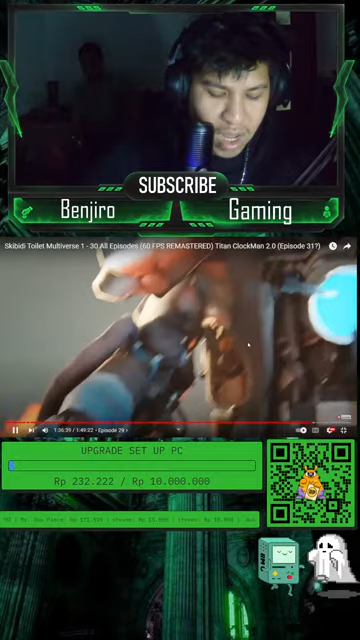 SUBSCRIBE
Benjiro Gaming
Skibidi Toilet Multiverse 1 - 30 All Episodes (60 FPS REMASTERED) Titan ClockMan 2.0 (Episode 31?)
1:36:39 / 1:49:22 • Episode 29 >
UPGRADE SET UP PC
Rp 232.222 / Rp 10.000.000